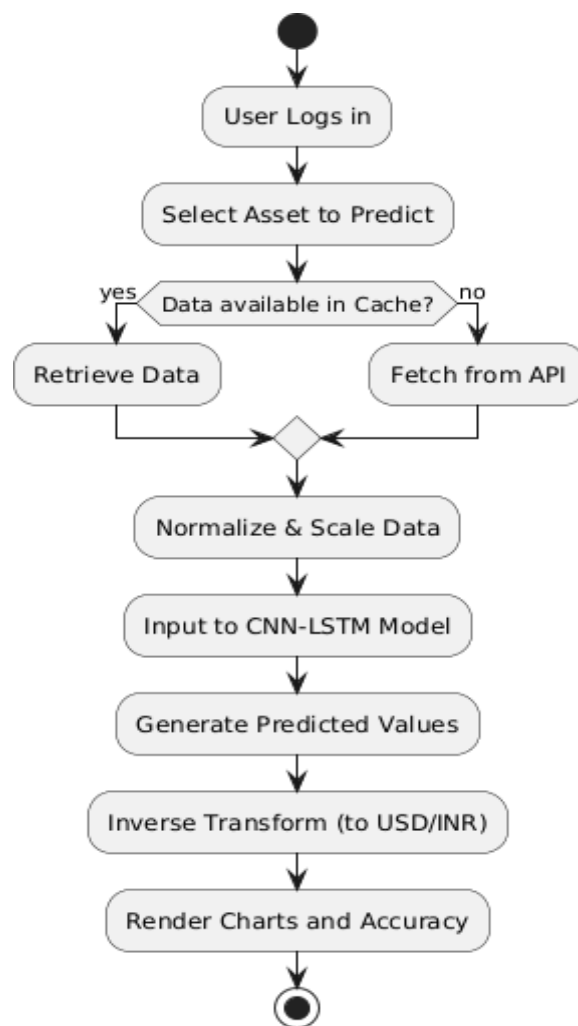 User Logs in
Select Asset to Predict
yes
Data available in Cache?
no
Retrieve Data
Fetch from API
Normalize & Scale Data
Input to CNN-LSTM Model
Generate Predicted Values
Inverse Transform (to USD/INR)
Render Charts and Accuracy